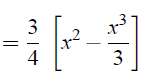 = 3/4 [x² − x³/3]